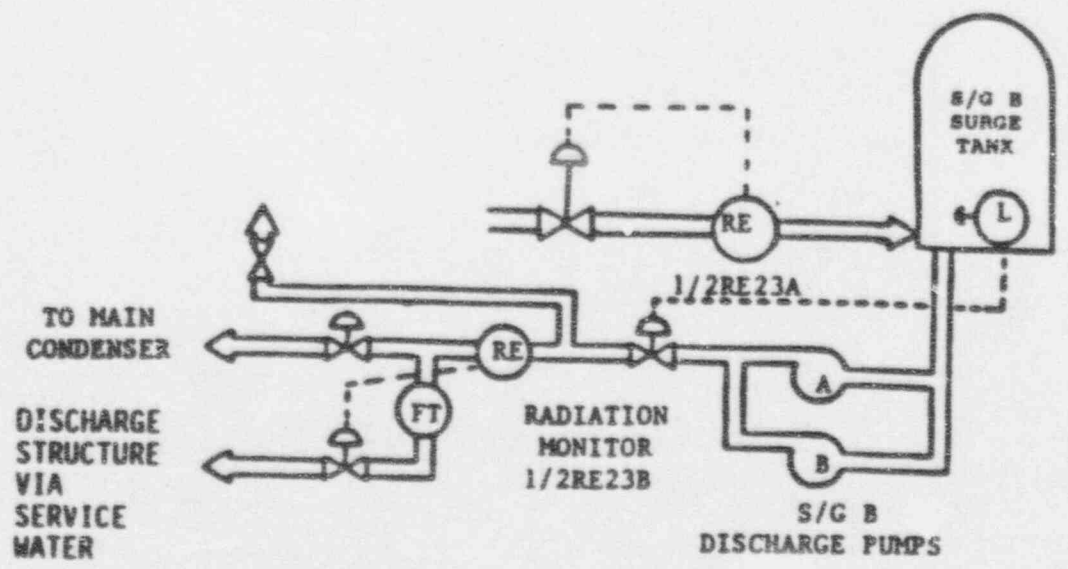 S/G B
SURGE
TANK
L
RE
1/2RE23A
TO MAIN
CONDENSER
RE
A
FT
DISCHARGE
STRUCTURE
VIA
SERVICE
WATER
RADIATION
MONITOR
1/2RE23B
B
S/G B
DISCHARGE PUMPS